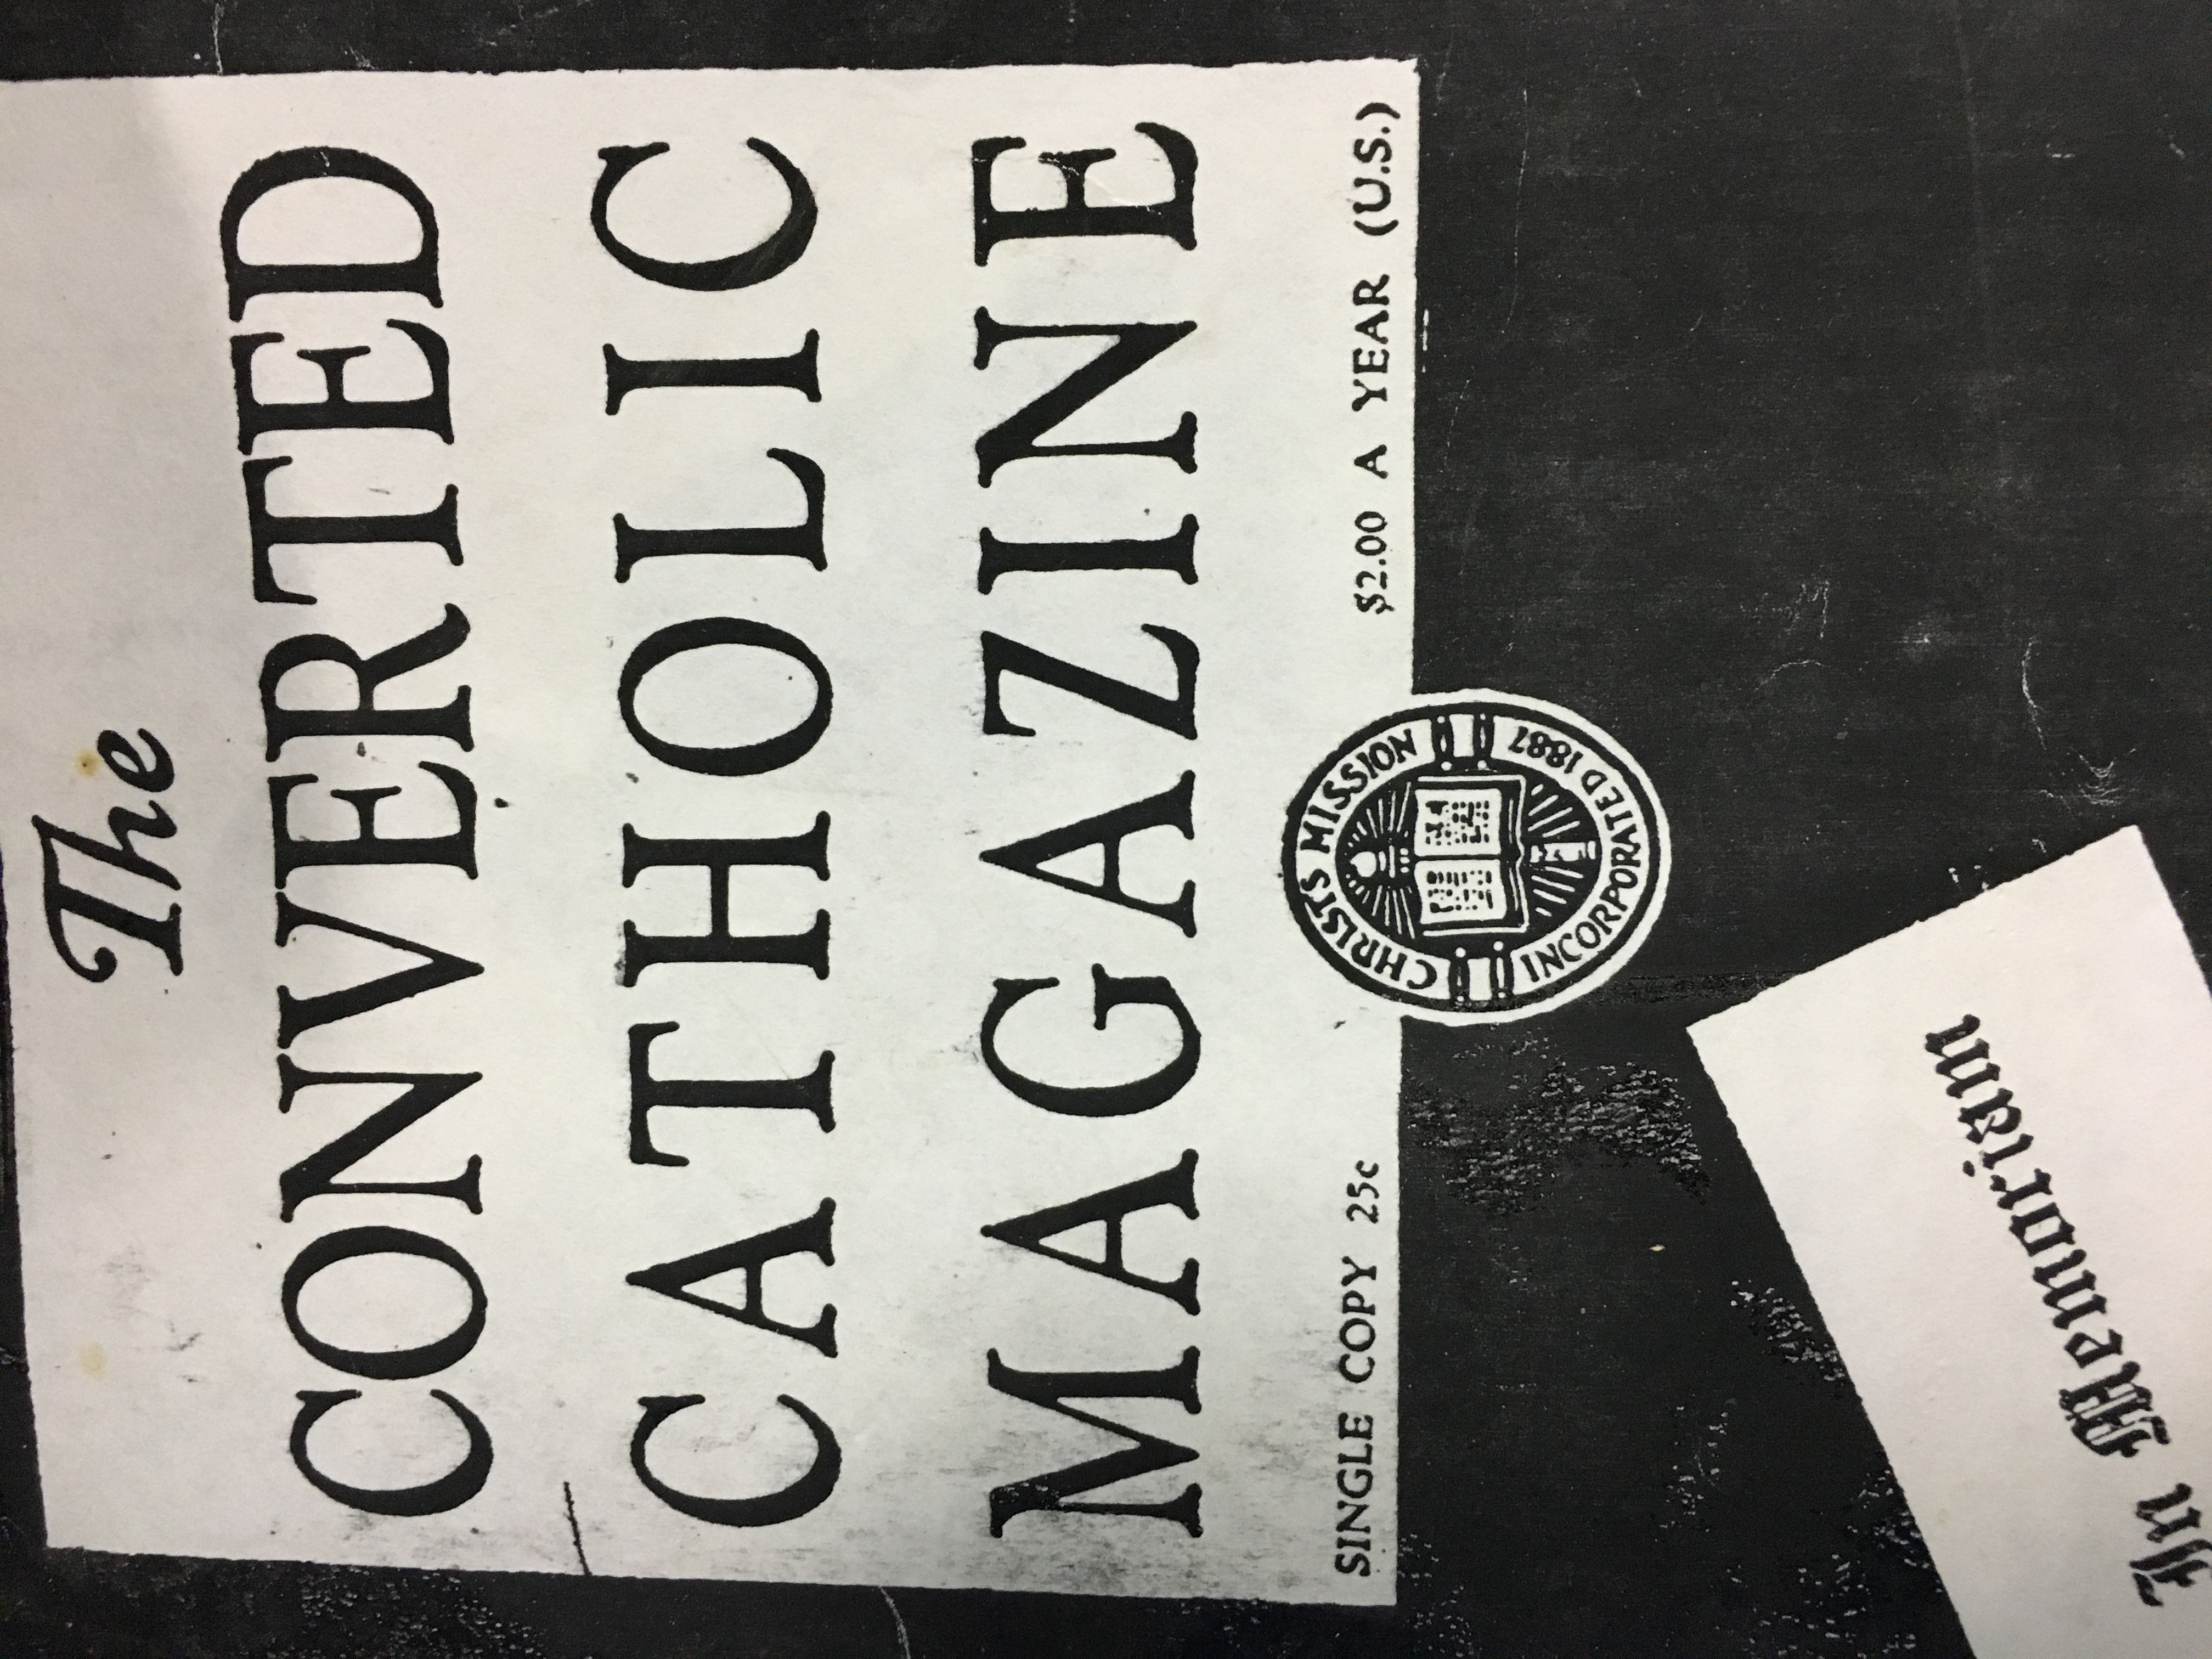 The
CONVERTED
CATHOLIC
MAGAZINE
SINGLE COPY 25c $2.00 A YEAR (U.S.)
CHRIST'S MISSION
INCORPORATED 1887
In Memoriam